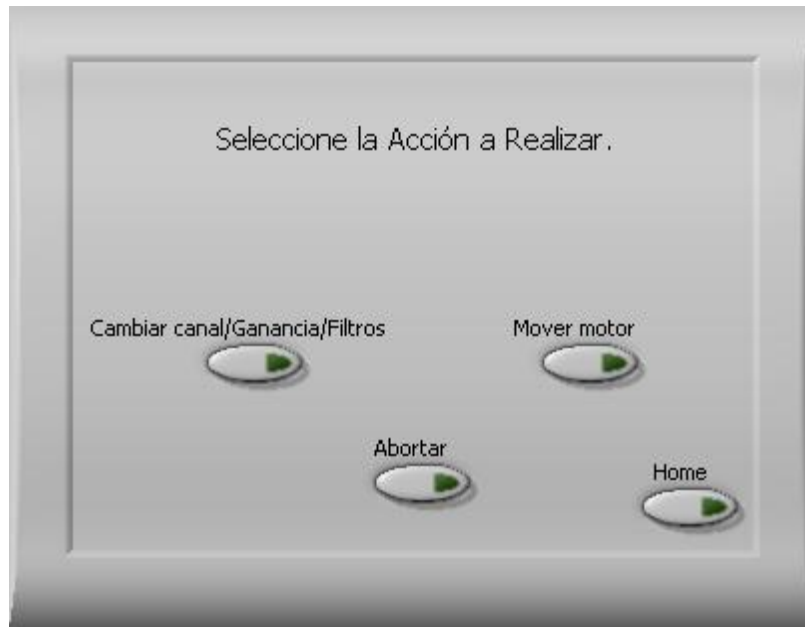 Seleccione la Acción a Realizar.
Cambiar canal/Ganancia/Filtros
Mover motor
Abortar
Home